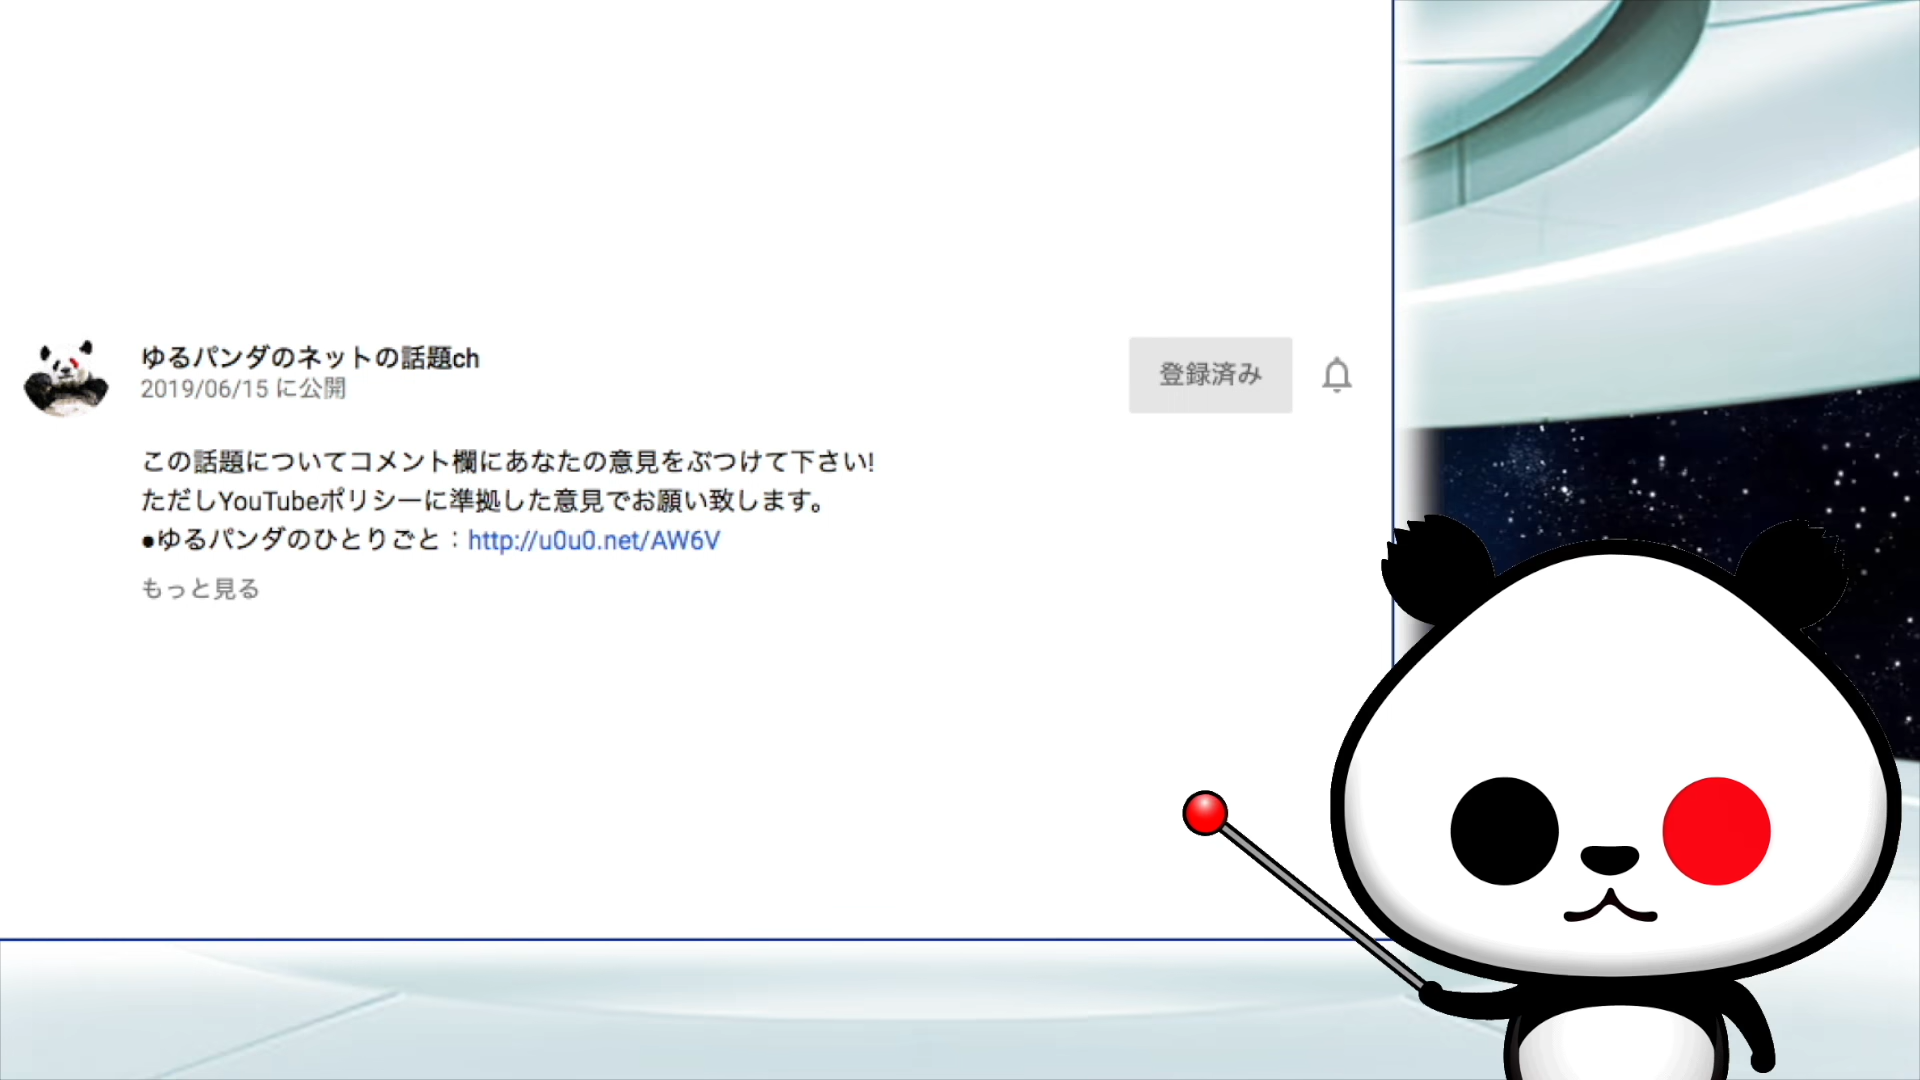 ゆるパンダのネットの話題ch
2019/06/15 に公開
登録済み
この話題についてコメント欄にあなたの意見をぶつけて下さい!
ただしYouTubeポリシーに準拠した意見でお願い致します。
●ゆるパンダのひとりごと：http://u0u0.net/AW6V
もっと見る